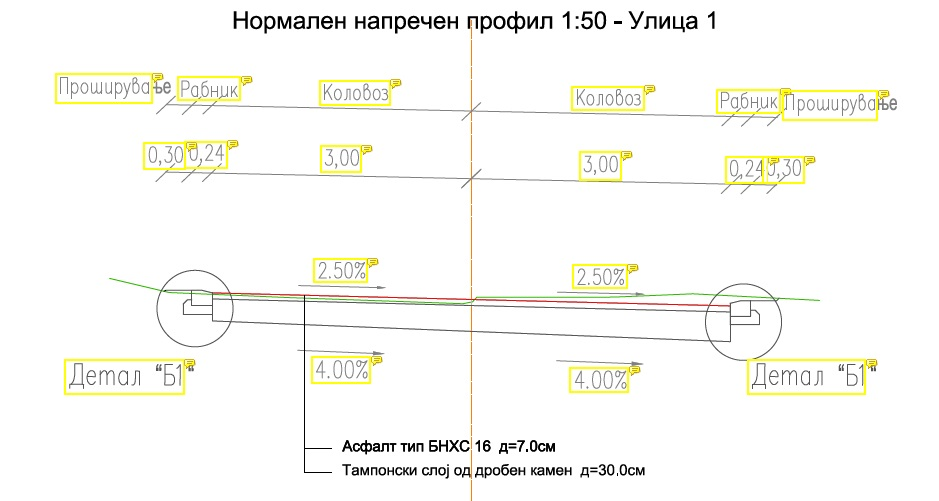 Нормален напречен профил 1:50 - Улица 1
Проширување Рабник Коловоз Коловоз Рабник Проширување
0,30 0,24 3,00 3,00 0,24 0,30
2.50% 2.50%
4.00% 4.00%
Детал “Б1“ Детал “Б1“
Асфалт тип БНХС 16 д=7.0см
Тампонски слој од дробен камен д=30.0см